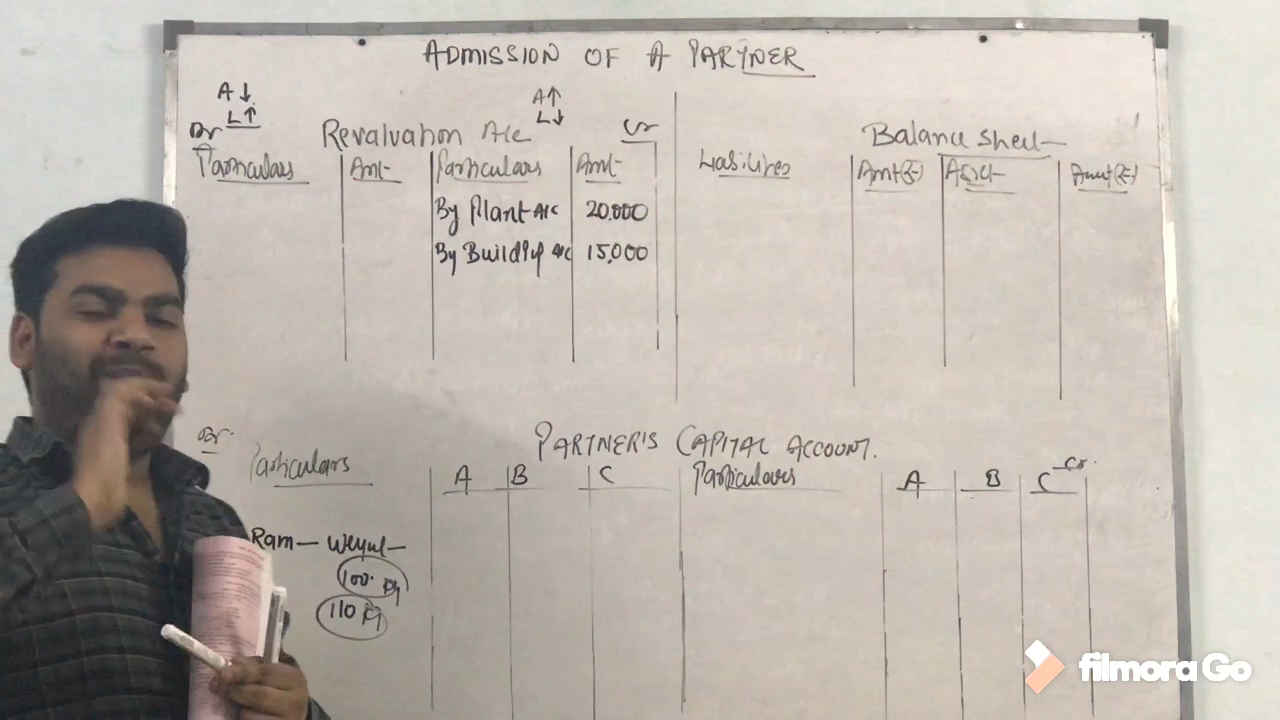 ADMISSION OF A PARTNER
A↓ L↑
A↑ L↓
Dr Revaluation A/c Cr
Particulars Amt Particulars Amt
By Plant A/c 20,000
By Building A/c 15,000
Balance Sheet
Liabilities Amt(₹) Assets Amt(₹)
PARTNER'S CAPITAL ACCOUNT.
Dr. Cr.
Particulars A B C Particulars A B C
Ram — Weight —
100 kg
110 kg
filmora Go